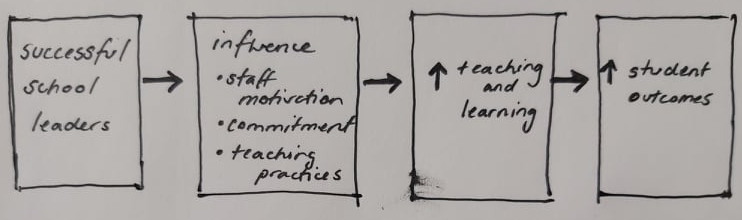 successful
school
leaders
influence
• staff
motivation
• commitment
• teaching
practices
↑ teaching
and
learning
↑ student
outcomes